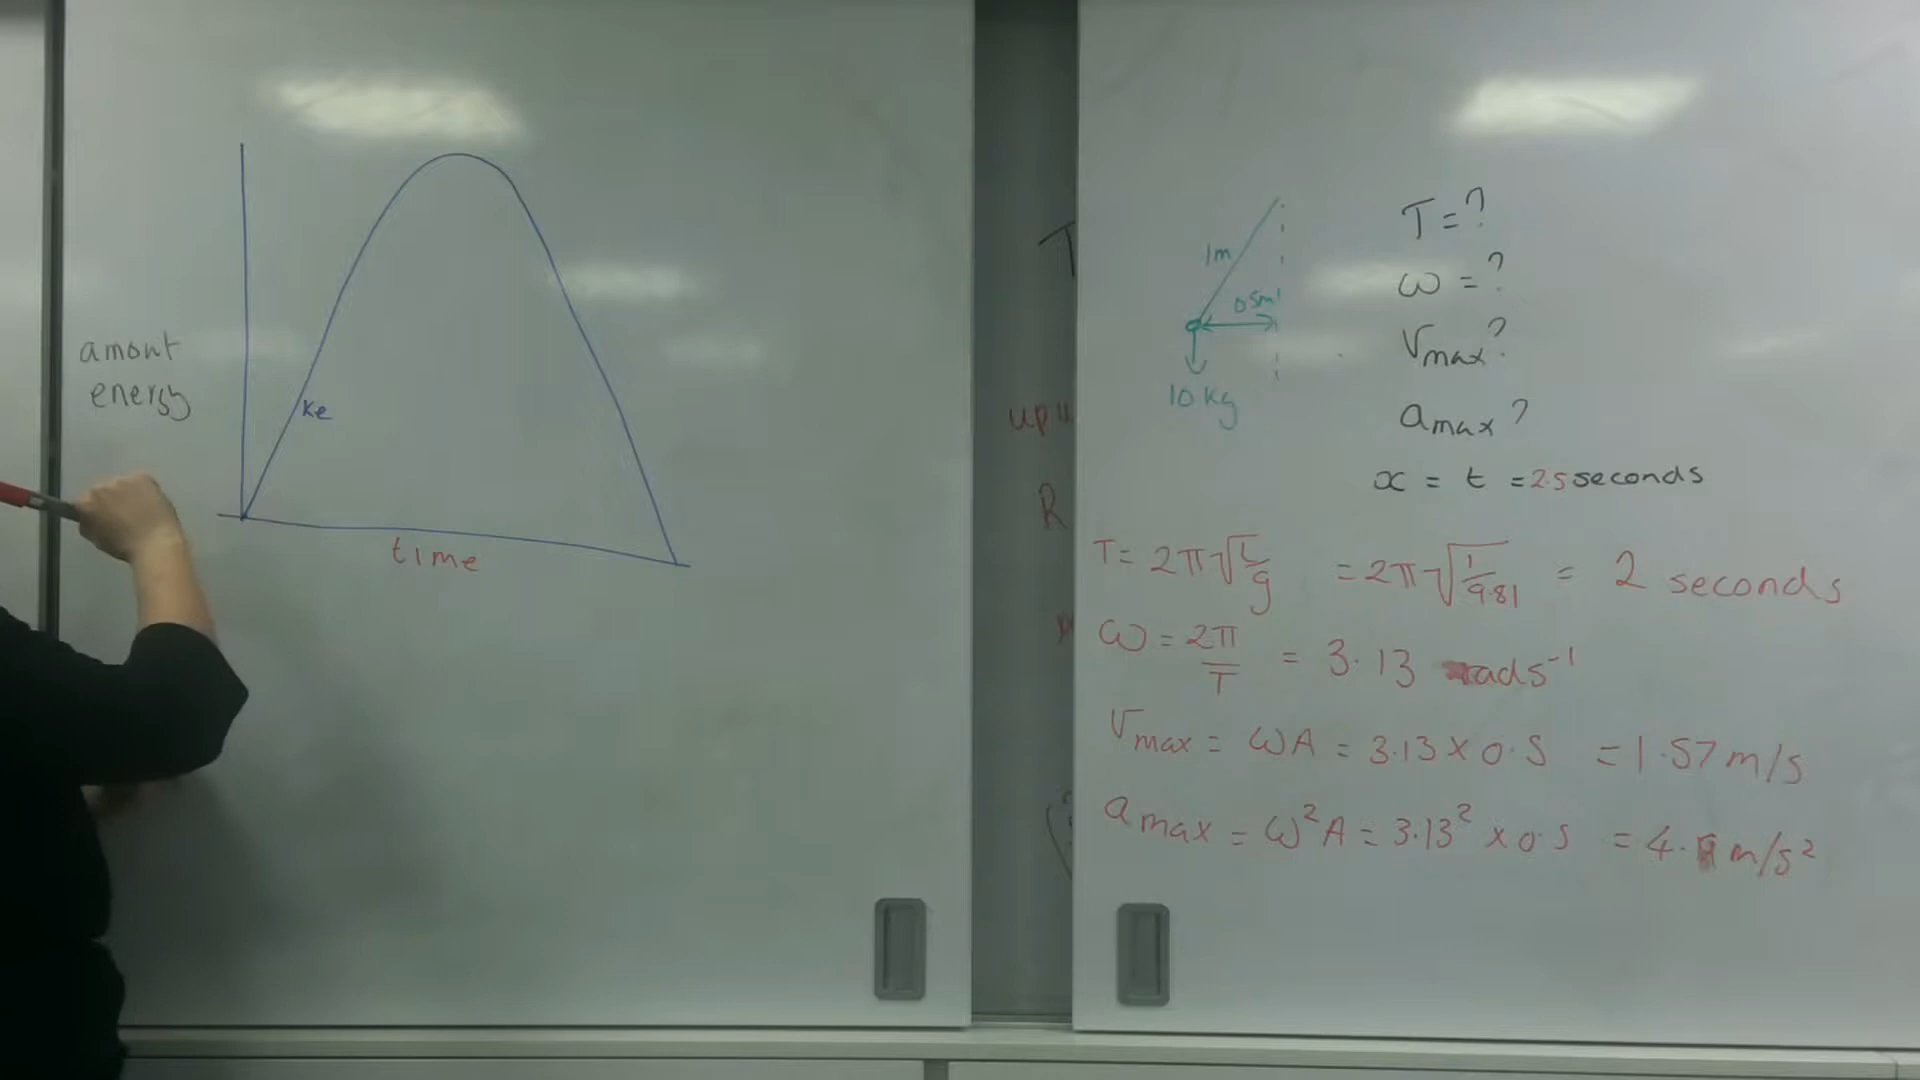 amount
energy
Ke
time
T
up
R
1m
0.5m
10 kg
T = ?
ω = ?
Vmax?
amax?
x = t = 2.5 seconds
T = 2π√L/g = 2π√1/9.81 = 2 seconds
ω = 2π/T = 3.13 rads⁻¹
Vmax = ωA = 3.13 × 0.5 = 1.57 m/s
amax = ω²A = 3.13² × 0.5 = 4. m/s²